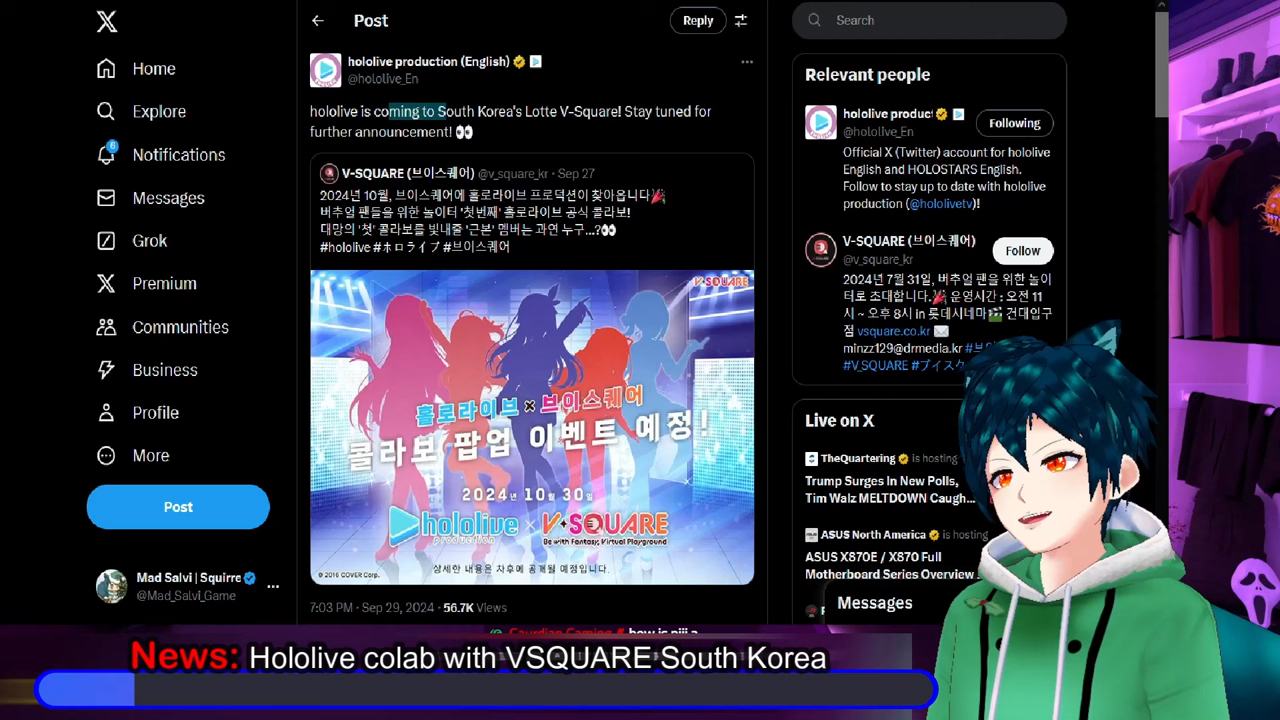 Home
Explore
6
Notifications
Messages
Grok
Premium
Communities
Business
Profile
More
Post
Mad Salvi | Squirre
@Mad_Salvi_Game
Post
Reply
hololive production (English)
@hololive_En
hololive is coming to South Korea's Lotte V-Square! Stay tuned for
further announcement! 👀
V-SQUARE (브이스퀘어) @v_square_kr · Sep 27
2024년 10월, 브이스퀘어에 홀로라이브 프로덕션이 찾아옵니다🎉
버추얼 팬들을 위한 놀이터 '첫번째' 홀로라이브 공식 콜라보!
대망의 '첫' 콜라보를 빛내줄 '근본' 멤버는 과연 누구...?👀
#hololive #ホロライブ #브이스퀘어
V-SQUARE
홀로라이브 × 브이스퀘어
콜라보 팝업 이벤트 예정!
2024년 10월 30일
hololive production × V-SQUARE
Be with Fantasy, Virtual Playground
상세한 내용은 차후에 공개될 예정입니다.
© 2016 COVER Corp.
7:03 PM · Sep 29, 2024 · 56.7K Views
Search
Relevant people
hololive product
@hololive_En
Following
Official X (Twitter) account for hololive
English and HOLOSTARS English.
Follow to stay up to date with hololive
production (@hololivetv)!
V-SQUARE (브이스퀘어)
@v_square_kr
Follow
2024년 7월 31일, 버추얼 팬을 위한 놀이
터로 초대합니다.🎉 운영시간 : 오전 11
시 ~ 오후 8시 in 롯데시네마🎬 건대입구
점 vsquare.co.kr ✉️
minzz129@drmedia.kr
#V_SQUARE
Live on X
TheQuartering is hosting
Trump Surges In New Polls,
Tim Walz MELTDOWN Caugh...
ASUS North America is hosting
ASUS X870E / X870 Full
Motherboard Series Overview
Messages
Gaming how is niji a
News: Hololive colab with VSQUARE South Korea